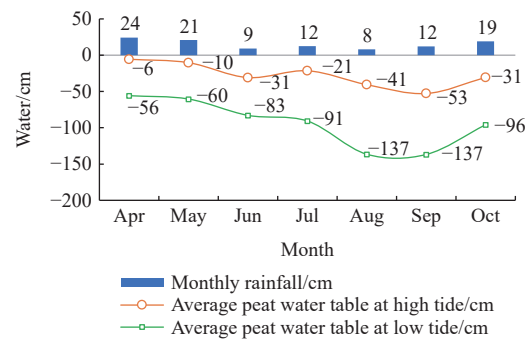 50
0
−50
−100
−150
−200
Water/cm
24 21 9 12 8 12 19
−6 −10 −31 −21 −41 −53 −31
−56 −60 −83 −91 −137 −137 −96
Apr May Jun Jul Aug Sep Oct
Month
Monthly rainfall/cm
Average peat water table at high tide/cm
Average peat water table at low tide/cm